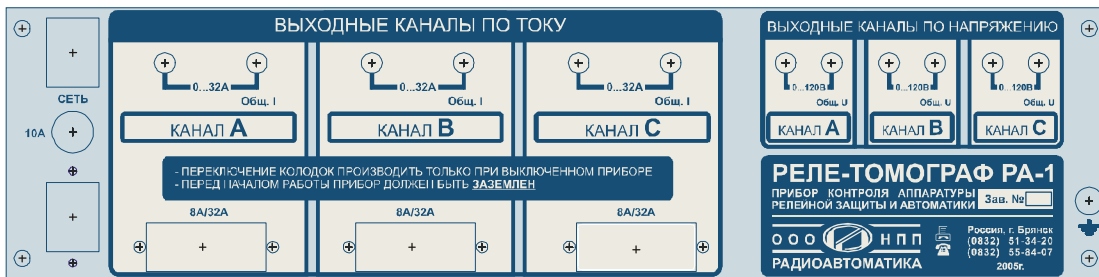 ВЫХОДНЫЕ КАНАЛЫ ПО ТОКУ
ВЫХОДНЫЕ КАНАЛЫ ПО НАПРЯЖЕНИЮ
СЕТЬ
10А
0...32А
Общ. I
КАНАЛ А
0...32А
Общ. I
КАНАЛ В
0...32А
Общ. I
КАНАЛ С
0...120В
Общ. U
КАНАЛ А
0...120В
Общ. U
КАНАЛ В
0...120В
Общ. U
КАНАЛ С
- ПЕРЕКЛЮЧЕНИЕ КОЛОДОК ПРОИЗВОДИТЬ ТОЛЬКО ПРИ ВЫКЛЮЧЕННОМ ПРИБОРЕ
- ПЕРЕД НАЧАЛОМ РАБОТЫ ПРИБОР ДОЛЖЕН БЫТЬ ЗАЗЕМЛЕН
8А/32А
8А/32А
8А/32А
РЕЛЕ-ТОМОГРАФ РА-1
ПРИБОР КОНТРОЛЯ АППАРАТУРЫ
РЕЛЕЙНОЙ ЗАЩИТЫ И АВТОМАТИКИ
Зав. №
ООО НПП
РАДИОАВТОМАТИКА
Россия, г. Брянск
(0832) 51-34-20
(0832) 55-84-07
2005г.